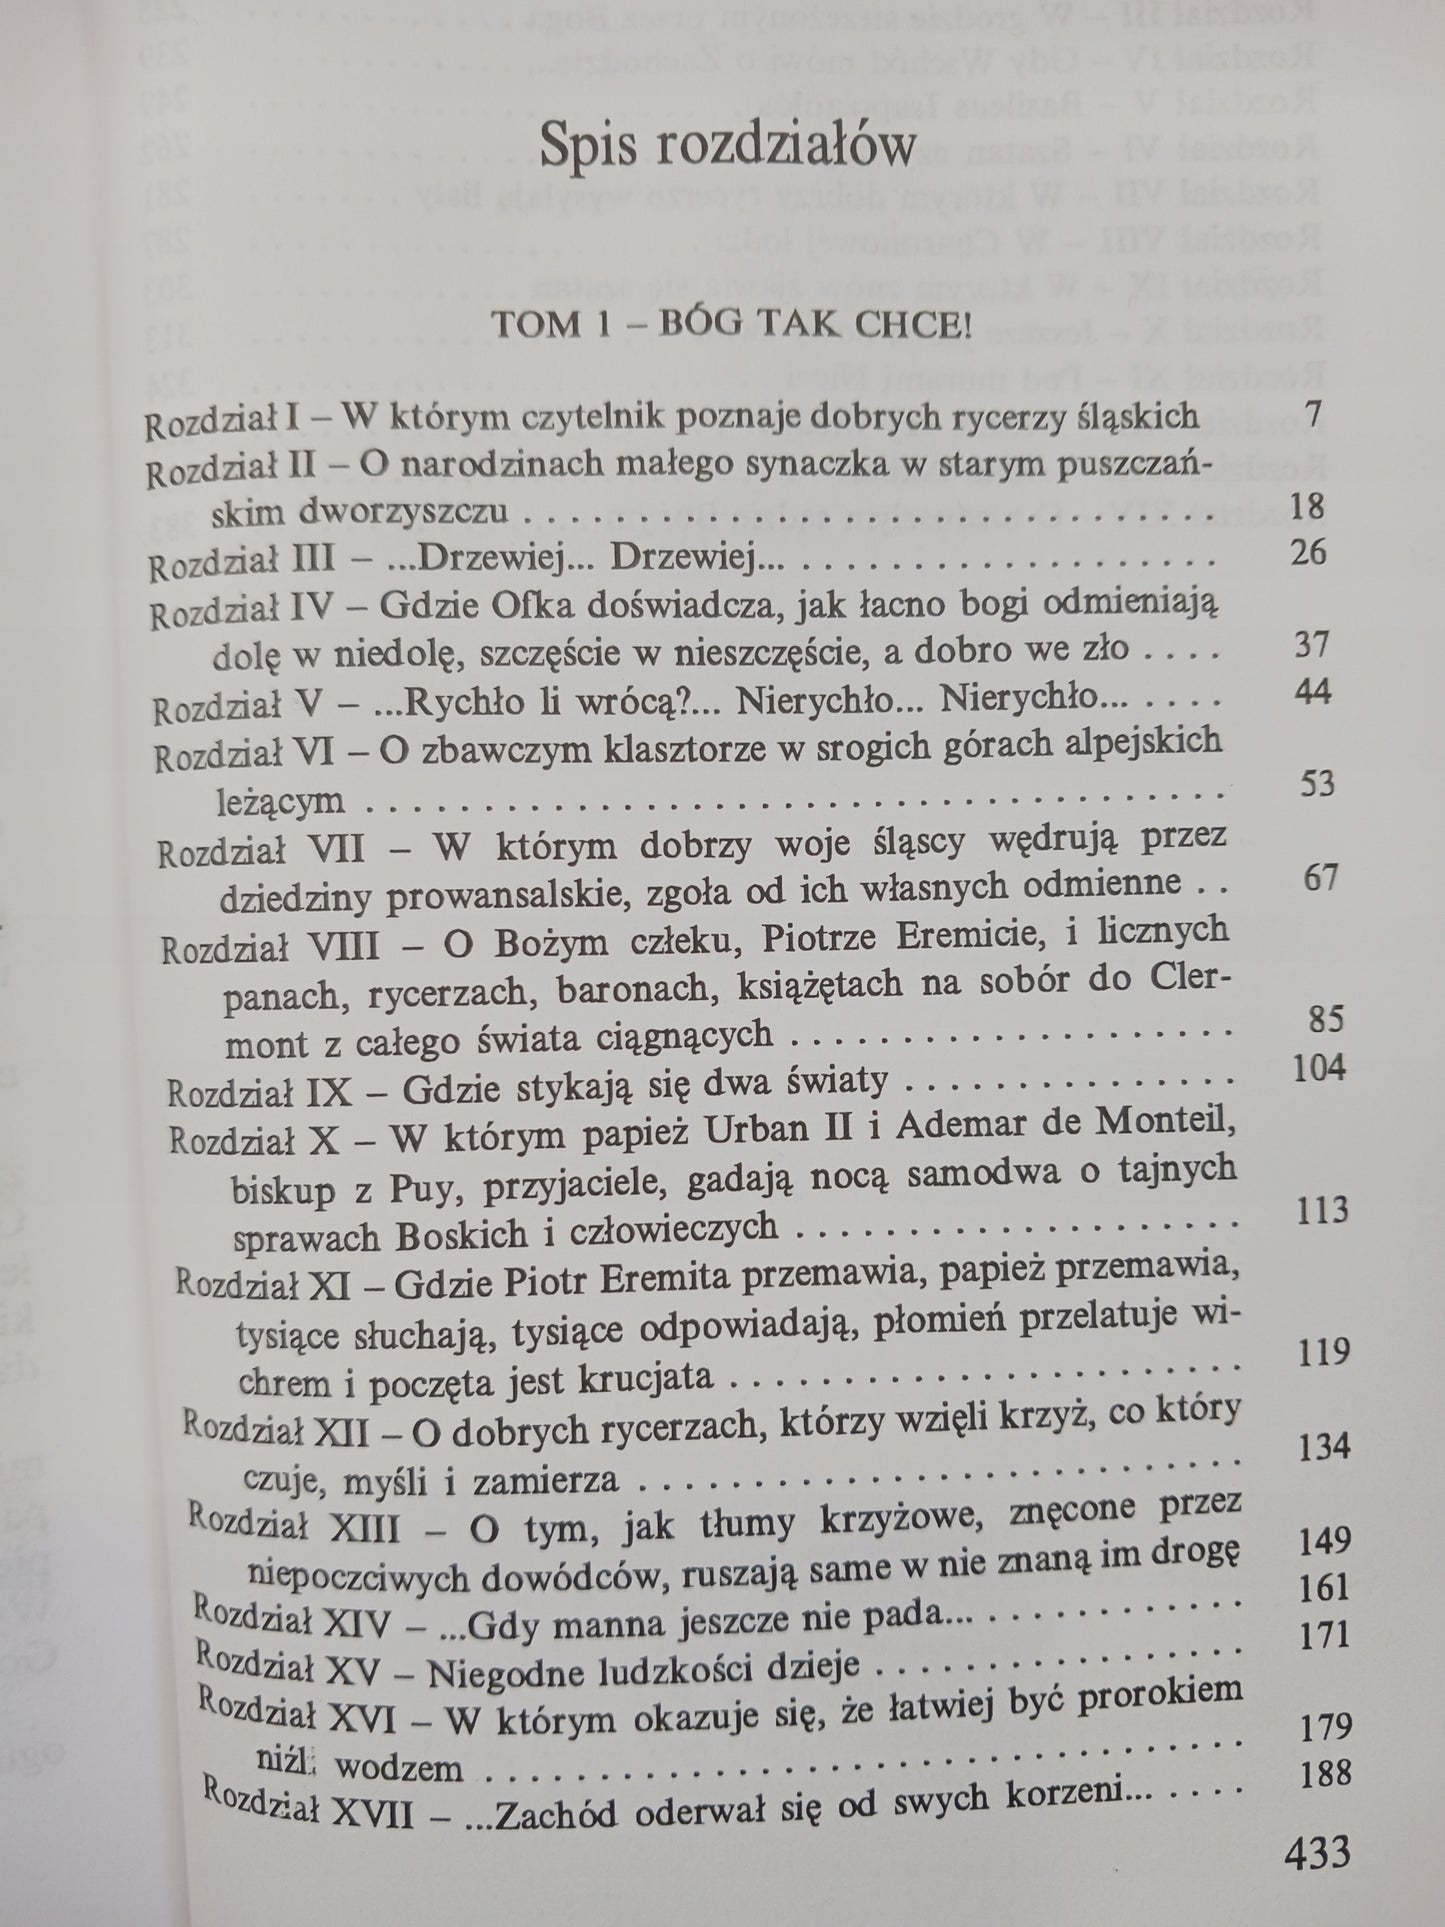 Spis rozdziałów
TOM 1 – BÓG TAK CHCE!
Rozdział I – W którym czytelnik poznaje dobrych rycerzy śląskich 7
Rozdział II – O narodzinach małego synaczka w starym puszczań-
skim dworzyszczu . . . . . . . . . . . . . . . . . . . . . . . . . . . . . . 18
Rozdział III – ...Drzewiej... Drzewiej... . . . . . . . . . . . . . . . . . . . 26
Rozdział IV – Gdzie Ofka doświadcza, jak łacno bogi odmieniają
dolę w niedolę, szczęście w nieszczęście, a dobro we zło . . . . 37
Rozdział V – ...Rychło li wrócą?... Nierychło... Nierychło... . . . . 44
Rozdział VI – O zbawczym klasztorze w srogich górach alpejskich
leżącym . . . . . . . . . . . . . . . . . . . . . . . . . . . . . . . . . . . . . 53
Rozdział VII – W którym dobrzy woje śląscy wędrują przez
dziedziny prowansalskie, zgoła od ich własnych odmienne . . 67
Rozdział VIII – O Bożym człeku, Piotrze Eremicie, i licznych
panach, rycerzach, baronach, książętach na sobór do Cler-
mont z całego świata ciągnących . . . . . . . . . . . . . . . . . . . . 85
Rozdział IX – Gdzie stykają się dwa światy . . . . . . . . . . . . . . . 104
Rozdział X – W którym papież Urban II i Ademar de Monteil,
biskup z Puy, przyjaciele, gadają nocą samodwa o tajnych
sprawach Boskich i człowieczych . . . . . . . . . . . . . . . . . . . . 113
Rozdział XI – Gdzie Piotr Eremita przemawia, papież przemawia,
tysiące słuchają, tysiące odpowiadają, płomień przelatuje wi-
chrem i poczęta jest krucjata . . . . . . . . . . . . . . . . . . . . . . . 119
Rozdział XII – O dobrych rycerzach, którzy wzięli krzyż, co który
czuje, myśli i zamierza . . . . . . . . . . . . . . . . . . . . . . . . . . . 134
Rozdział XIII – O tym, jak tłumy krzyżowe, znęcone przez
niepoczciwych dowódców, ruszają same w nie znaną im drogę 149
Rozdział XIV – ...Gdy manna jeszcze nie pada... . . . . . . . . . . . . 161
Rozdział XV – Niegodne ludzkości dzieje . . . . . . . . . . . . . . . . . 171
Rozdział XVI – W którym okazuje się, że łatwiej być prorokiem
niźli wodzem . . . . . . . . . . . . . . . . . . . . . . . . . . . . . . . . . 179
Rozdział XVII – ...Zachód oderwał się od swych korzeni... . . . . . 188
433